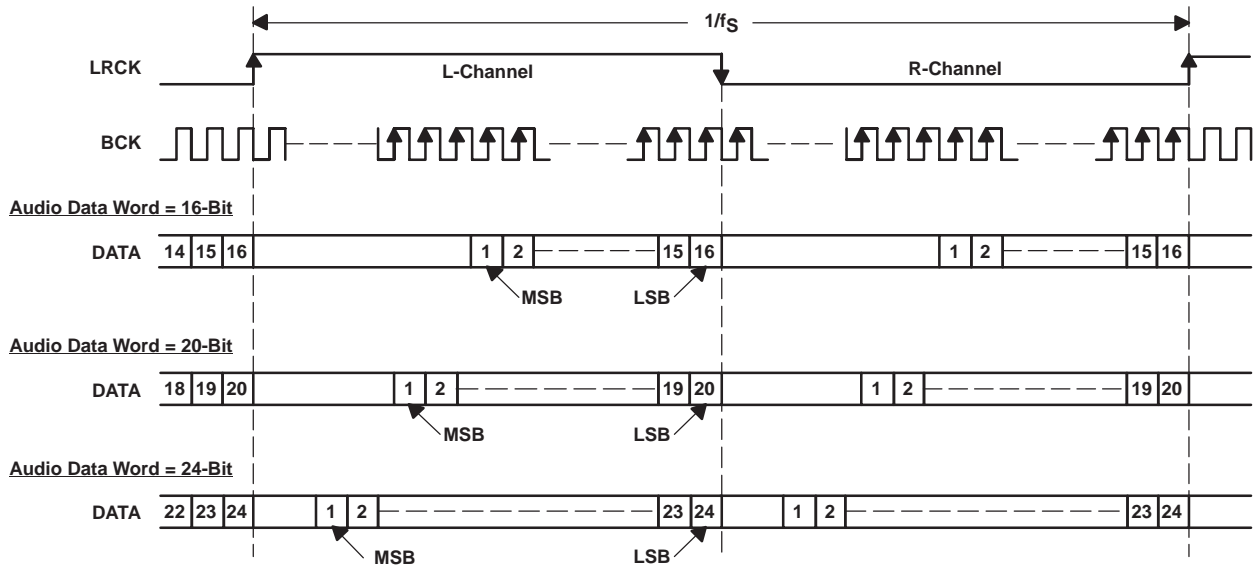 1/fS
LRCK L-Channel R-Channel
BCK
Audio Data Word = 16-Bit
DATA 14 15 16 1 2 15 16 1 2 15 16
MSB LSB
Audio Data Word = 20-Bit
DATA 18 19 20 1 2 19 20 1 2 19 20
MSB LSB
Audio Data Word = 24-Bit
DATA 22 23 24 1 2 23 24 1 2 23 24
MSB LSB